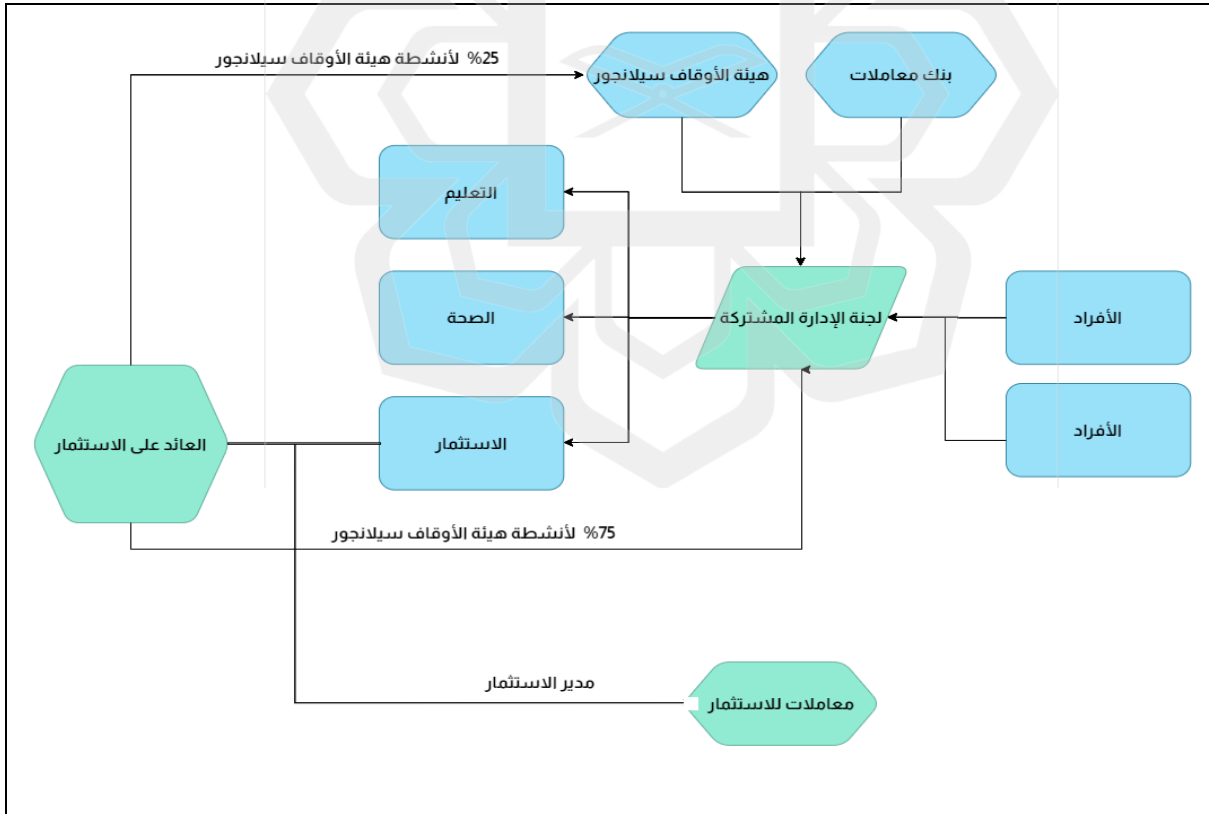 %25 لأنشطة هيئة الأوقاف سيلانجور
هيئة الأوقاف سيلانجور
بنك معاملات
التعليم
الصحة
لجنة الإدارة المشتركة
الأفراد
الأفراد
العائد على الاستثمار
الاستثمار
%75 لأنشطة هيئة الأوقاف سيلانجور
مدير الاستثمار
معاملات للاستثمار